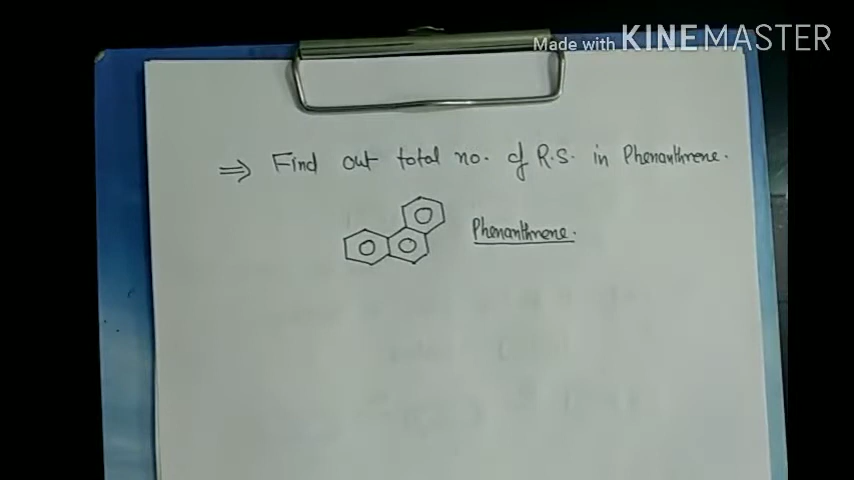 Made with KINEMASTER
⇒ Find out total no. of R.S. in Phenanthrene.
Phenanthrene.